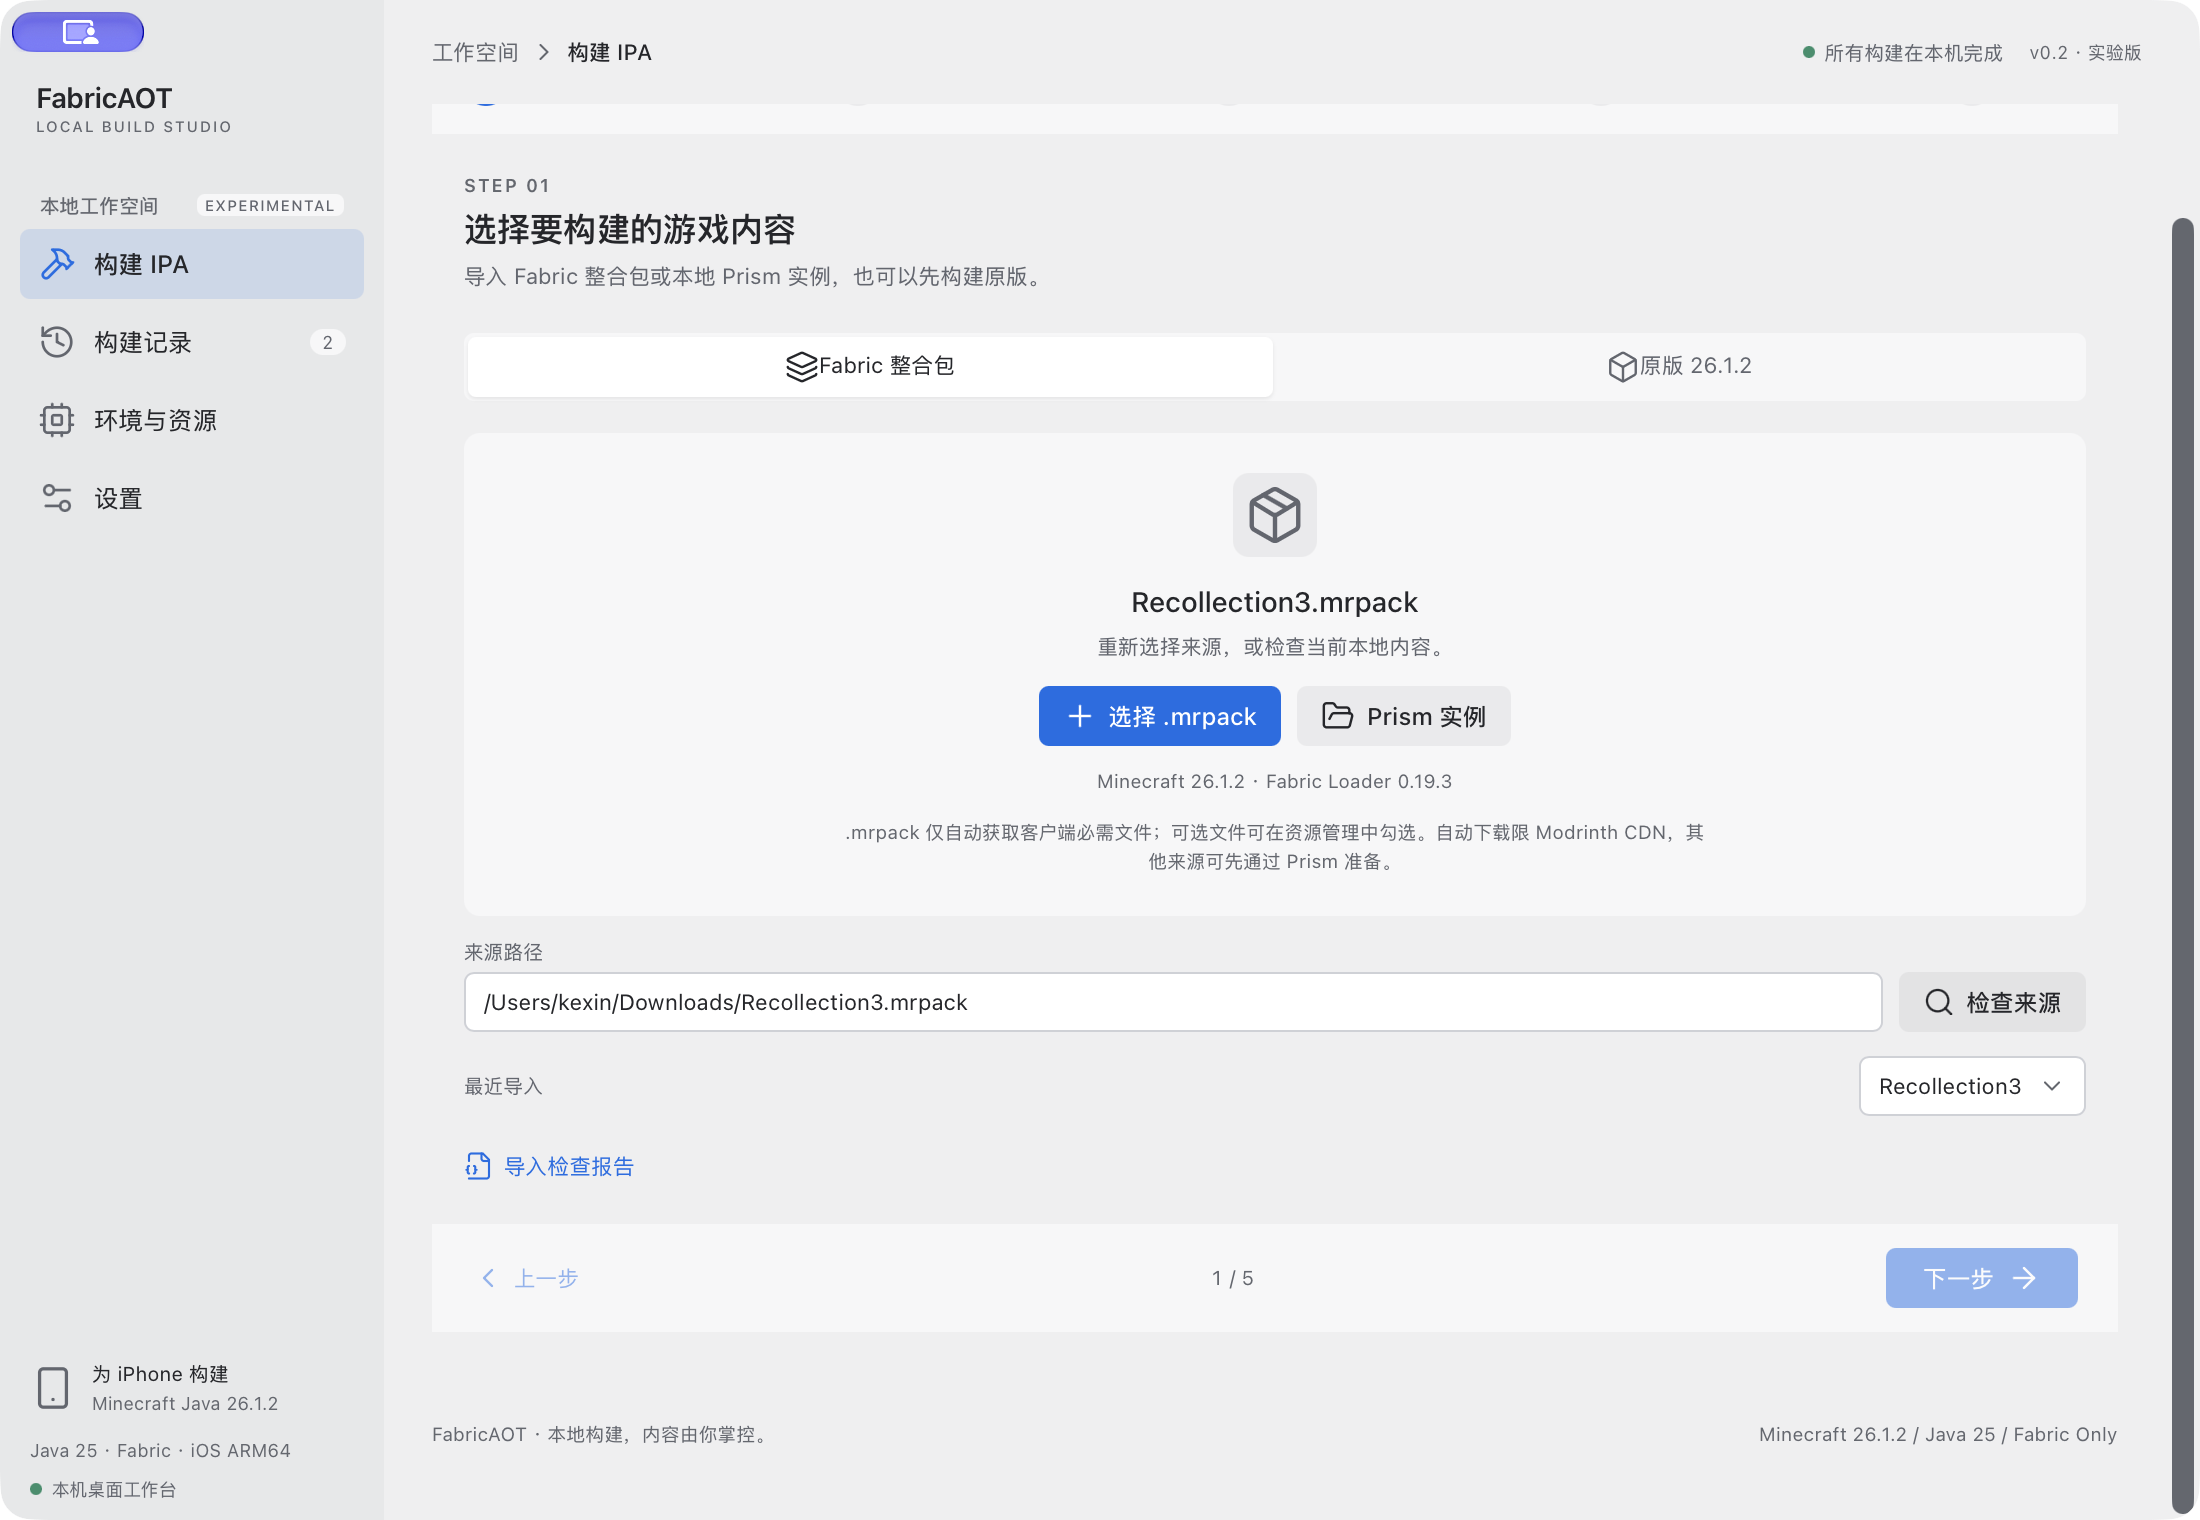 FabricAOT
LOCAL BUILD STUDIO
本地工作空间 EXPERIMENTAL
构建 IPA
构建记录 2
环境与资源
设置
为 iPhone 构建
Minecraft Java 26.1.2
Java 25 · Fabric · iOS ARM64
本机桌面工作台
工作空间 > 构建 IPA
所有构建在本机完成 v0.2 · 实验版
STEP 01
选择要构建的游戏内容
导入 Fabric 整合包或本地 Prism 实例，也可以先构建原版。
Fabric 整合包
原版 26.1.2
Recollection3.mrpack
重新选择来源，或检查当前本地内容。
选择 .mrpack
Prism 实例
Minecraft 26.1.2 · Fabric Loader 0.19.3
.mrpack 仅自动获取客户端必需文件；可选文件可在资源管理中勾选。自动下载限 Modrinth CDN，其
他来源可先通过 Prism 准备。
来源路径
/Users/kexin/Downloads/Recollection3.mrpack
检查来源
最近导入
Recollection3
导入检查报告
上一步
1 / 5
下一步
FabricAOT · 本地构建，内容由你掌控。
Minecraft 26.1.2 / Java 25 / Fabric Only